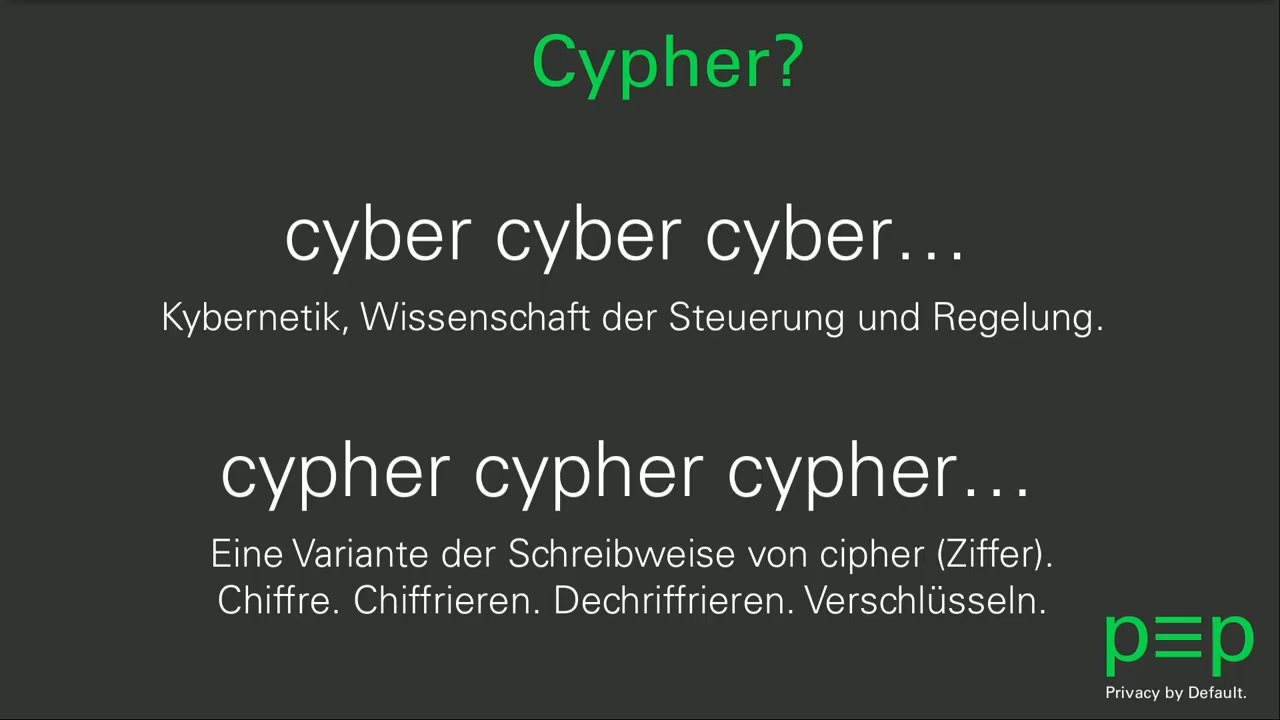 Cypher?
cyber cyber cyber…
Kybernetik, Wissenschaft der Steuerung und Regelung.
cypher cypher cypher…
Eine Variante der Schreibweise von cipher (Ziffer).
Chiffre. Chiffrieren. Dechriffrieren. Verschlüsseln.
p≡p
Privacy by Default.